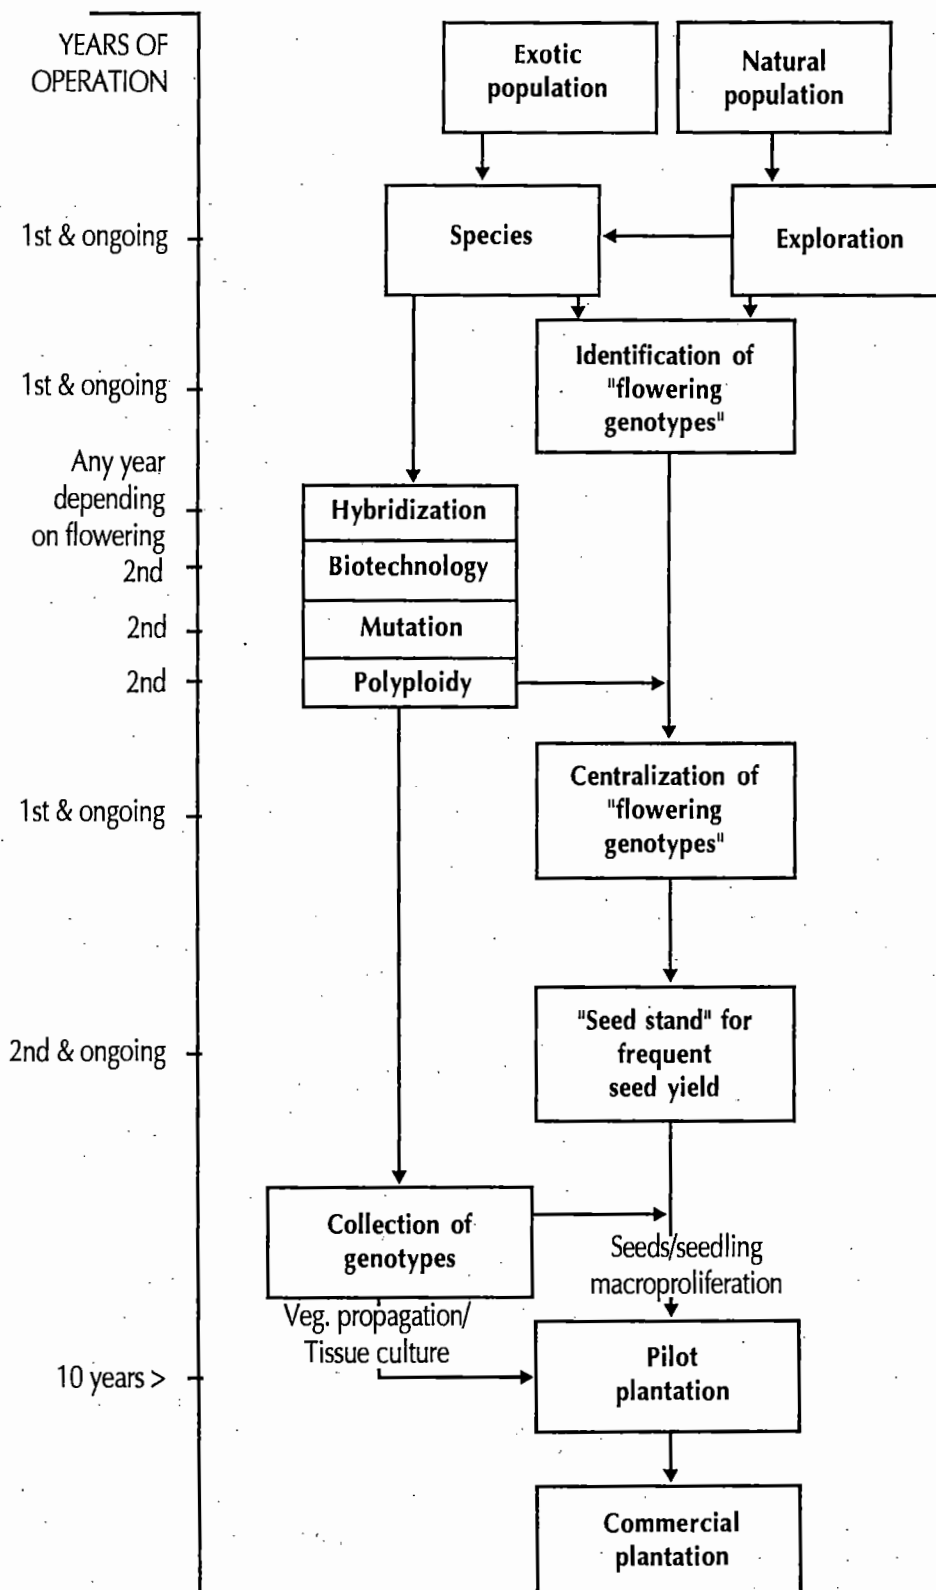 YEARS OF
OPERATION
Exotic
population
Natural
population
1st & ongoing
Species
Exploration
1st & ongoing
Identification of
"flowering
genotypes"
Any year
depending
on flowering
Hybridization
2nd
Biotechnology
2nd
Mutation
2nd
Polyploidy
1st & ongoing
Centralization of
"flowering
genotypes"
2nd & ongoing
"Seed stand" for
frequent
seed yield
Collection of
genotypes
Seeds/seedling
macroproliferation
Veg. propagation/
Tissue culture
10 years >
Pilot
plantation
Commercial
plantation